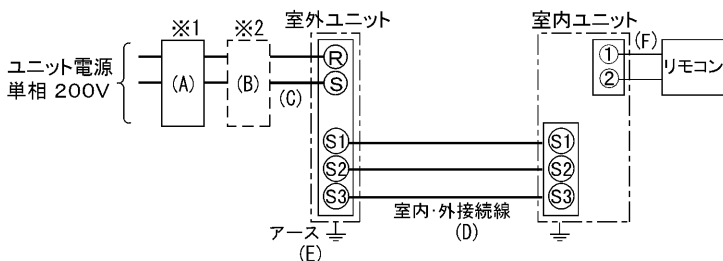 ※1
※2
室外ユニット
室内ユニット
ユニット電源
単相 200V
(A)
(B)
(C)
R
S
①
②
(F)
リモコン
S1
S2
S3
S1
S2
S3
室内·外接続線
(D)
アース
(E)